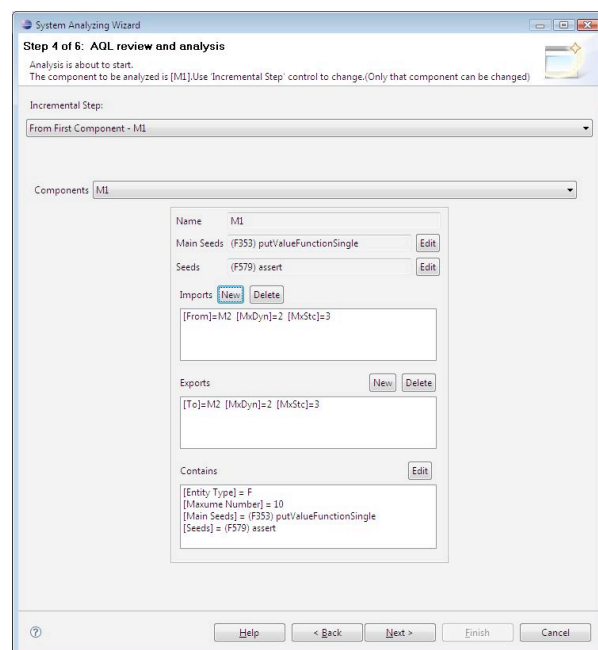 System Analyzing Wizard
Step 4 of 6: AQL review and analysis
Analysis is about to start.
The component to be analyzed is [M1].Use 'Incremental Step' control to change.(Only that component can be changed)
Incremental Step:
From First Component - M1
Components M1
Name M1
Main Seeds (F353) putValueFunctionSingle Edit
Seeds (F579) assert Edit
Imports New Delete
[From]=M2 [MxDyn]=2 [MxStc]=3
Exports New Delete
[To]=M2 [MxDyn]=2 [MxStc]=3
Contains Edit
[Entity Type] = F
[Maxume Number] = 10
[Main Seeds] = (F353) putValueFunctionSingle
[Seeds] = (F579) assert
? Help < Back Next > Finish Cancel